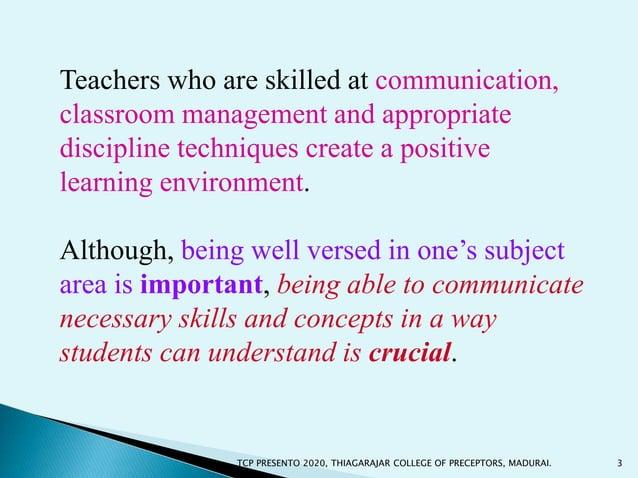 Teachers who are skilled at communication,
classroom management and appropriate
discipline techniques create a positive
learning environment.
Although, being well versed in one’s subject
area is important, being able to communicate
necessary skills and concepts in a way
students can understand is crucial.
TCP PRESENTO 2020, THIAGARAJAR COLLEGE OF PRECEPTORS, MADURAI. 3